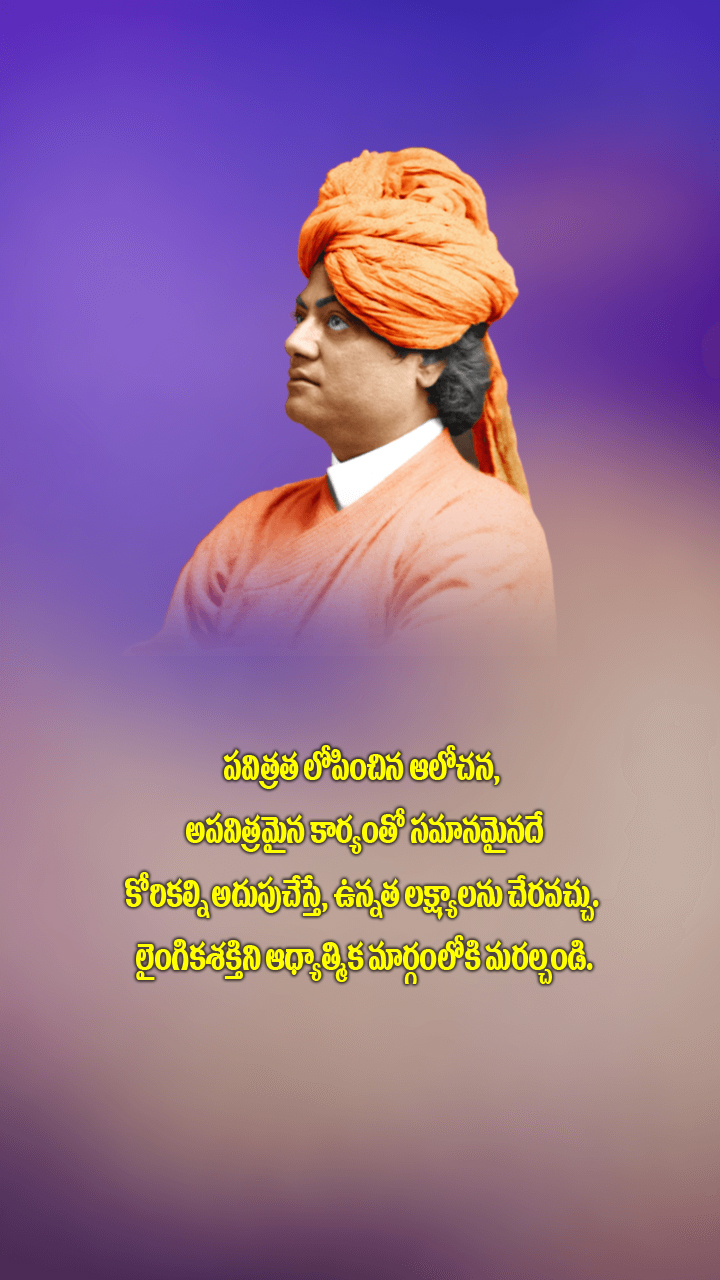 పవిత్రత లోపించిన ఆలోచన,
అపవిత్రమైన కార్యంతో సమానమైనదే
కోరికల్ని అదుపుచేస్తే, ఉన్నత లక్ష్యాలను చేరవచ్చు.
లైంగికశక్తిని ఆధ్యాత్మిక మార్గంలోకి మరల్చండి.